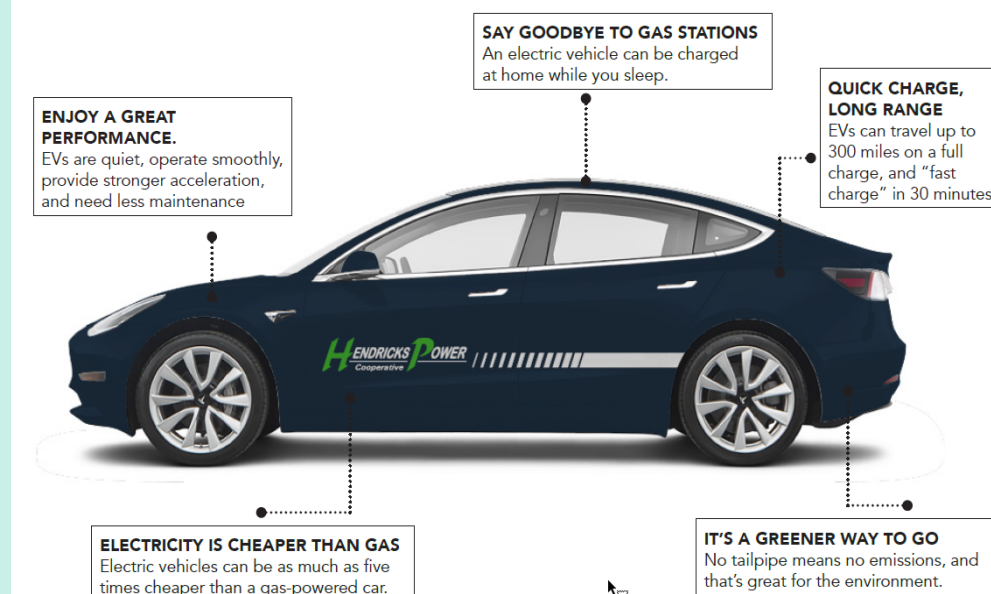 SAY GOODBYE TO GAS STATIONS
An electric vehicle can be charged
at home while you sleep.
QUICK CHARGE,
LONG RANGE
EVs can travel up to
300 miles on a full
charge, and “fast
charge” in 30 minutes
ENJOY A GREAT
PERFORMANCE.
EVs are quiet, operate smoothly,
provide stronger acceleration,
and need less maintenance
HENDRICKS POWER
Cooperative
ELECTRICITY IS CHEAPER THAN GAS
Electric vehicles can be as much as five
times cheaper than a gas-powered car.
IT’S A GREENER WAY TO GO
No tailpipe means no emissions, and
that’s great for the environment.